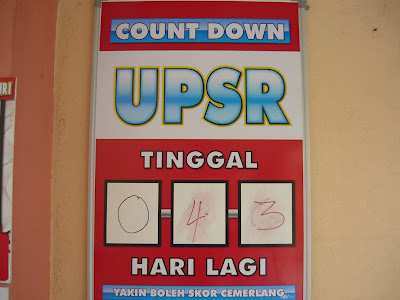 COUNT DOWN
UPSR
TINGGAL
0 4 3
HARI LAGI
YAKIN BOLEH SKOR CEMERLANG